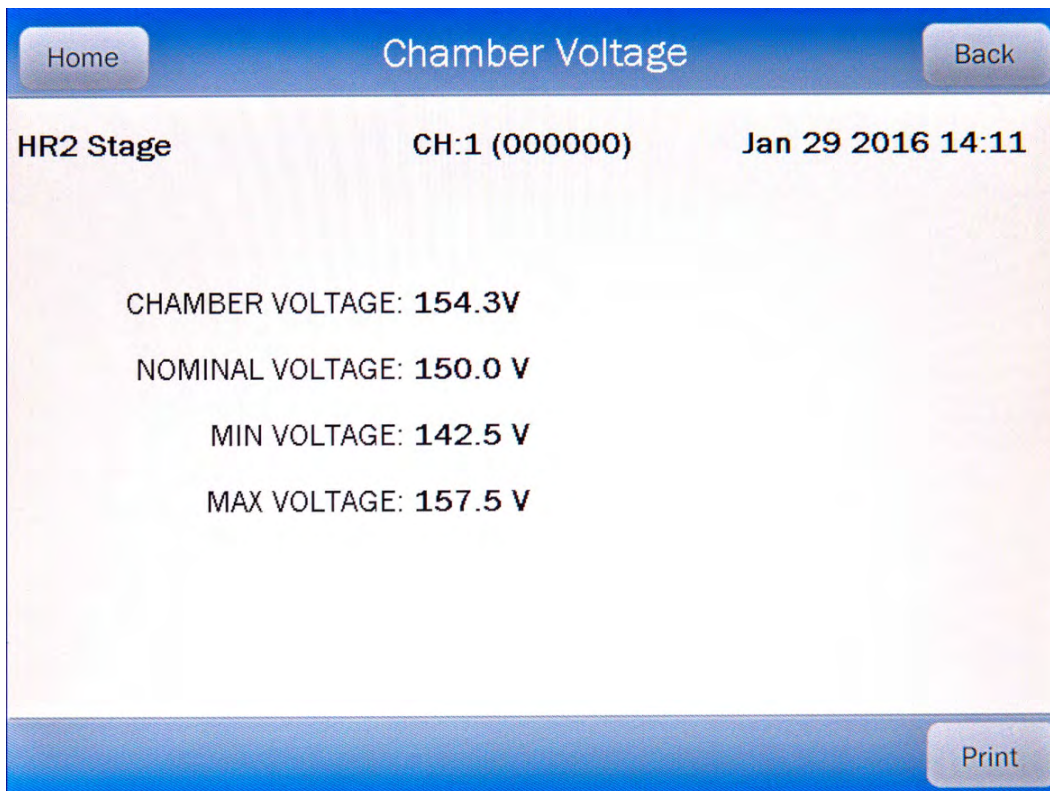 Home Chamber Voltage Back
HR2 Stage CH:1 (000000) Jan 29 2016 14:11
CHAMBER VOLTAGE: 154.3V
NOMINAL VOLTAGE: 150.0 V
MIN VOLTAGE: 142.5 V
MAX VOLTAGE: 157.5 V
Print